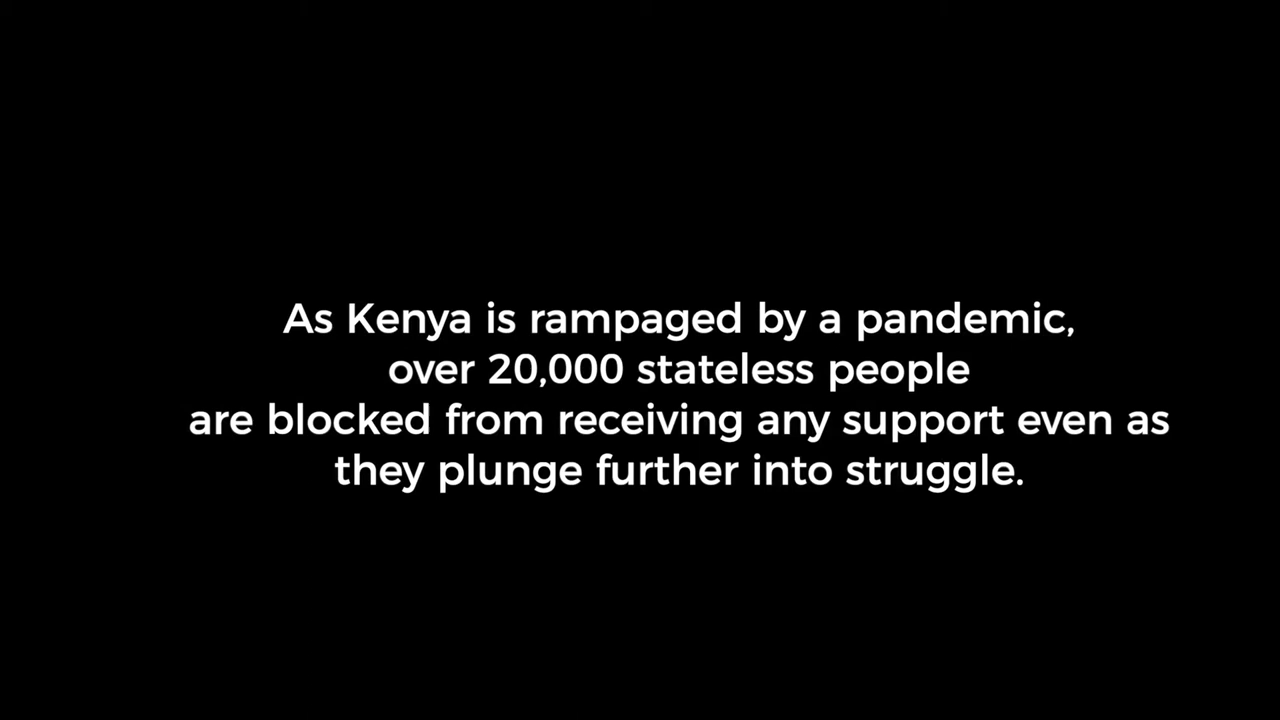 As Kenya is rampaged by a pandemic,
over 20,000 stateless people
are blocked from receiving any support even as
they plunge further into struggle.